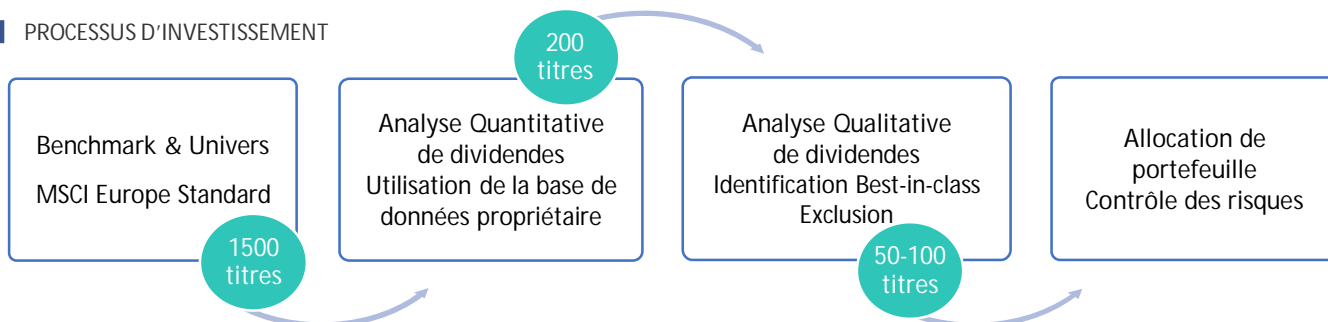 PROCESSUS D'INVESTISSEMENT
Benchmark & Univers
MSCI Europe Standard
1500
titres
Analyse Quantitative
de dividendes
Utilisation de la base de
données propriétaire
200
titres
Analyse Qualitative
de dividendes
Identification Best-in-class
Exclusion
50-100
titres
Allocation de
portefeuille
Contrôle des risques